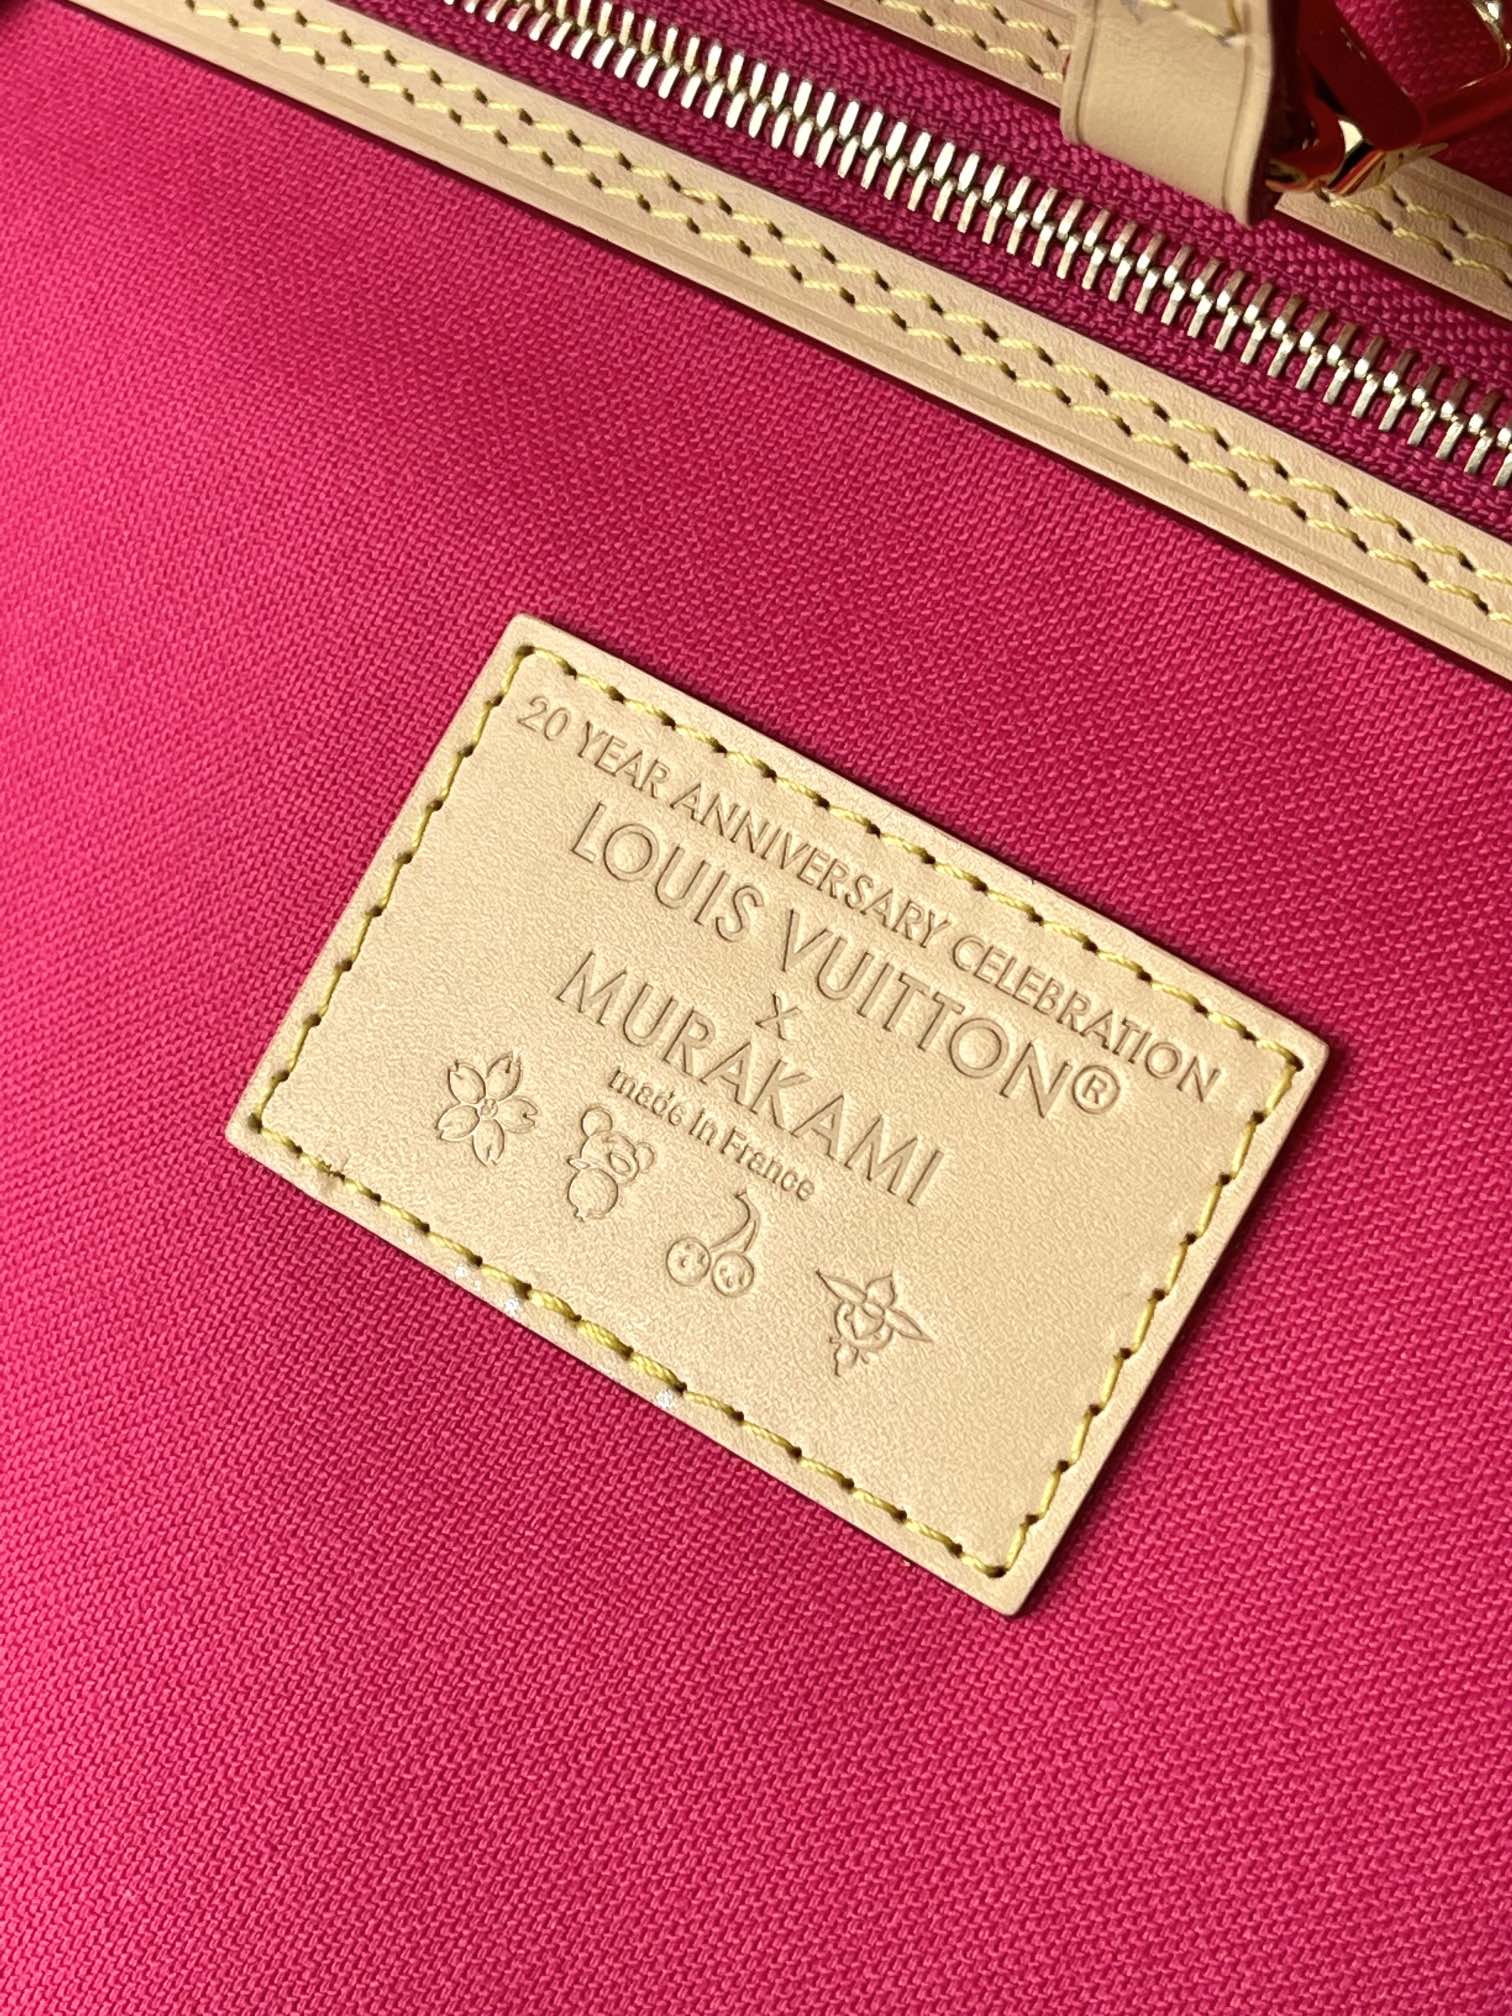 20 YEAR ANNIVERSARY CELEBRATION
LOUIS VUITTON®
x
MURAKAMI
made in France